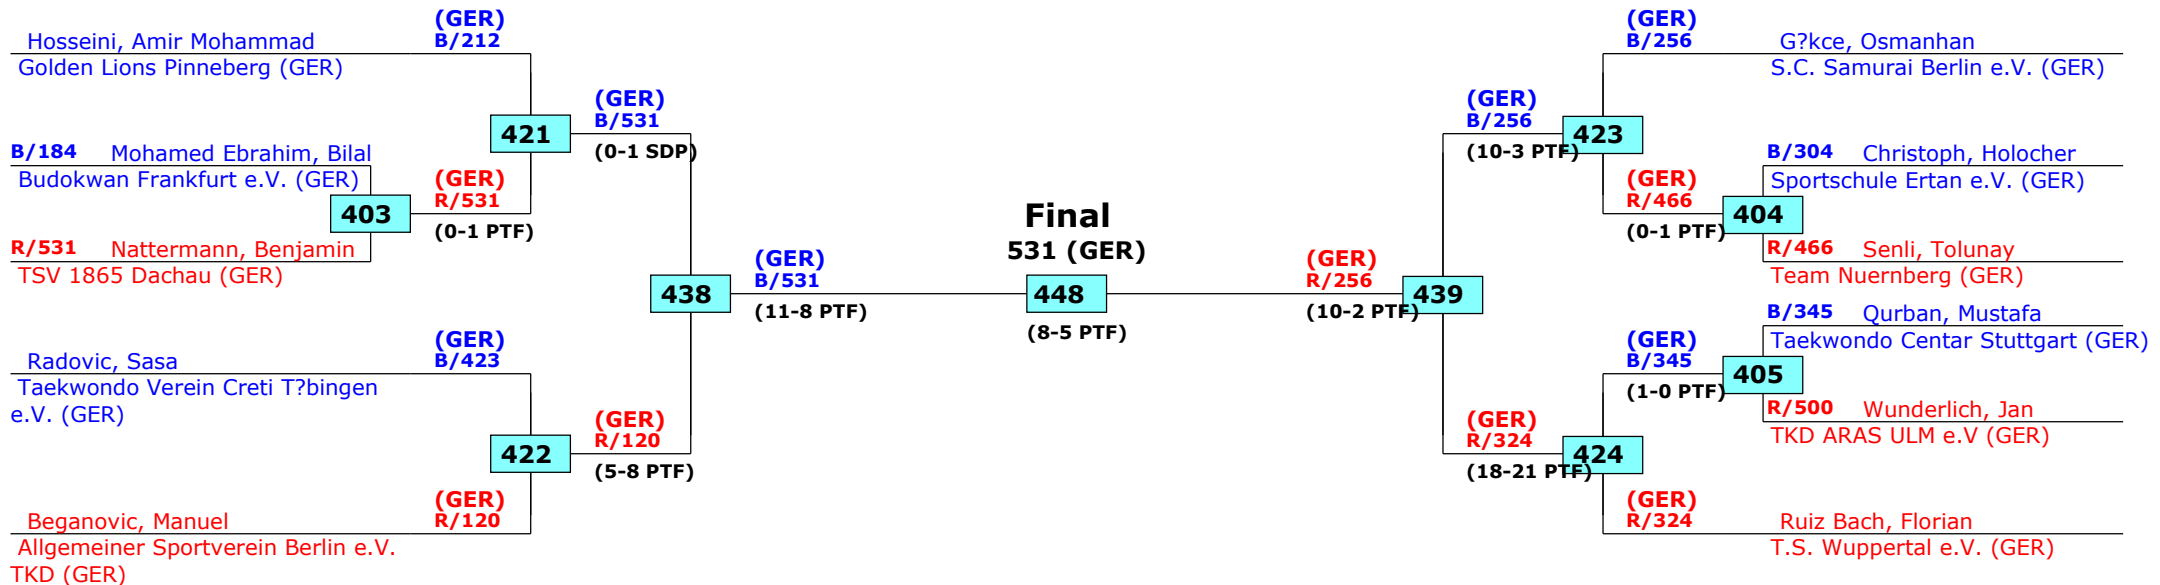 (GER)
B/212
Hosseini, Amir Mohammad
Golden Lions Pinneberg (GER)
421
(GER)
B/531
(0-1 SDP)
B/184 Mohamed Ebrahim, Bilal
Budokwan Frankfurt e.V. (GER)
403
(GER)
R/531
(0-1 PTF)
R/531 Nattermann, Benjamin
TSV 1865 Dachau (GER)
438
(GER)
B/531
(11-8 PTF)
Radovic, Sasa
(GER)
B/423
Taekwondo Verein Creti T?bingen
e.V. (GER)
422
(GER)
R/120
(5-8 PTF)
(GER)
R/120
Beganovic, Manuel
Allgemeiner Sportverein Berlin e.V.
TKD (GER)
Final
531 (GER)
448
(8-5 PTF)
(GER)
R/256
(10-2 PTF)
439
(GER)
B/256
(10-3 PTF)
423
(GER)
B/256
G?kce, Osmanhan
S.C. Samurai Berlin e.V. (GER)
B/304 Christoph, Holocher
Sportschule Ertan e.V. (GER)
(GER)
R/466
(0-1 PTF)
404
R/466 Senli, Tolunay
Team Nuernberg (GER)
B/345 Qurban, Mustafa
Taekwondo Centar Stuttgart (GER)
(GER)
B/345
(1-0 PTF)
405
R/500 Wunderlich, Jan
TKD ARAS ULM e.V (GER)
(GER)
R/324
(18-21 PTF)
424
(GER)
R/324
Ruiz Bach, Florian
T.S. Wuppertal e.V. (GER)